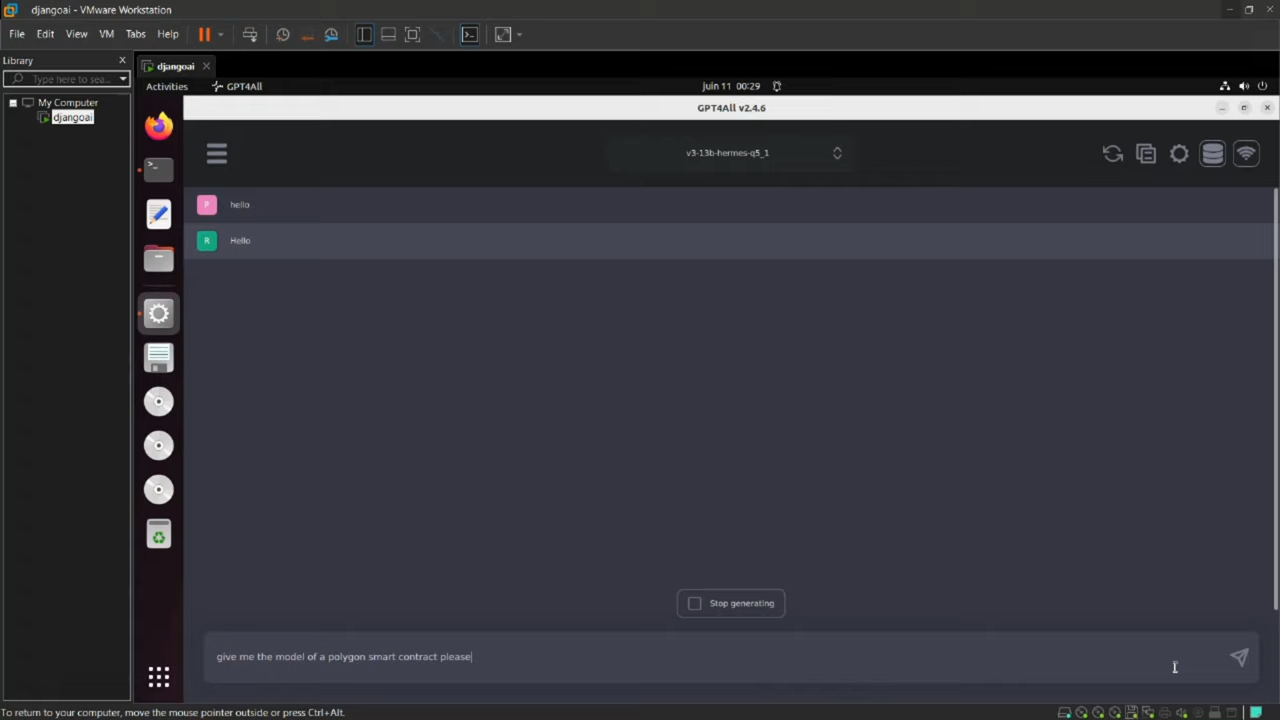 djangoai - VMware Workstation
File Edit View VM Tabs Help
Library
Type here to sea...
My Computer
djangoai
djangoai
Activities
GPT4All
juin 11 00:29
GPT4All v2.4.6
v3-13b-hermes-q5_1
P hello
R Hello
Stop generating
give me the model of a polygon smart contract please
To return to your computer, move the mouse pointer outside or press Ctrl+Alt.